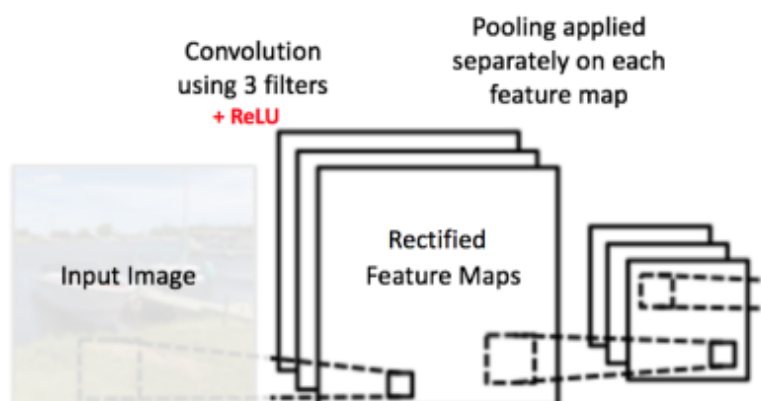 Convolution
using 3 filters
+ ReLU
Pooling applied
separately on each
feature map
Input Image
Rectified
Feature Maps